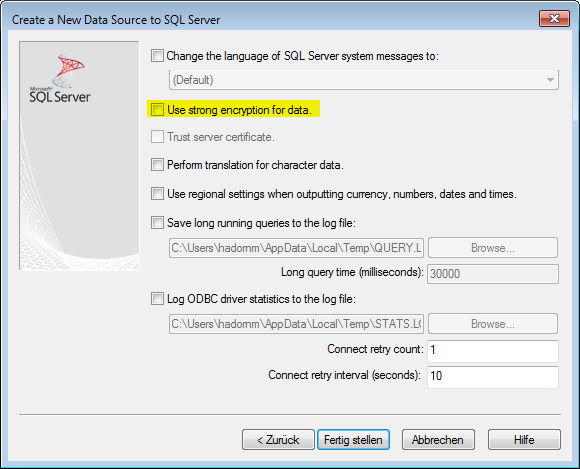 Create a New Data Source to SQL Server
Microsoft
SQL Server
Change the language of SQL Server system messages to:
(Default)
Use strong encryption for data.
Trust server certificate.
Perform translation for character data.
Use regional settings when outputting currency, numbers, dates and times.
Save long running queries to the log file:
C:\Users\hadomm\AppData\Local\Temp\QUERY.L Browse...
Long query time (milliseconds): 30000
Log ODBC driver statistics to the log file:
C:\Users\hadomm\AppData\Local\Temp\STATS.LO Browse...
Connect retry count: 1
Connect retry interval (seconds): 10
< Zurück Fertig stellen Abbrechen Hilfe